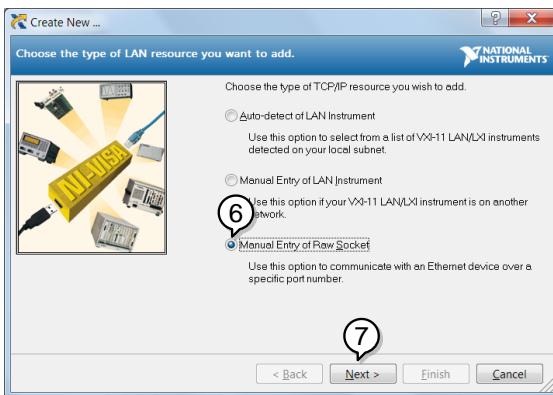 Create New ...
Choose the type of LAN resource you want to add.
NATIONAL
INSTRUMENTS
Choose the type of TCP/IP resource you wish to add.
Auto-detect of LAN Instrument
Use this option to select from a list of VXI-11 LAN/LXI instruments
detected on your local subnet.
Manual Entry of LAN Instrument
Use this option if your VXI-11 LAN/LXI instrument is on another
network.
6
Manual Entry of Raw Socket
Use this option to communicate with an Ethernet device over a
specific port number.
NI-VISA
7
< Back
Next >
Finish
Cancel